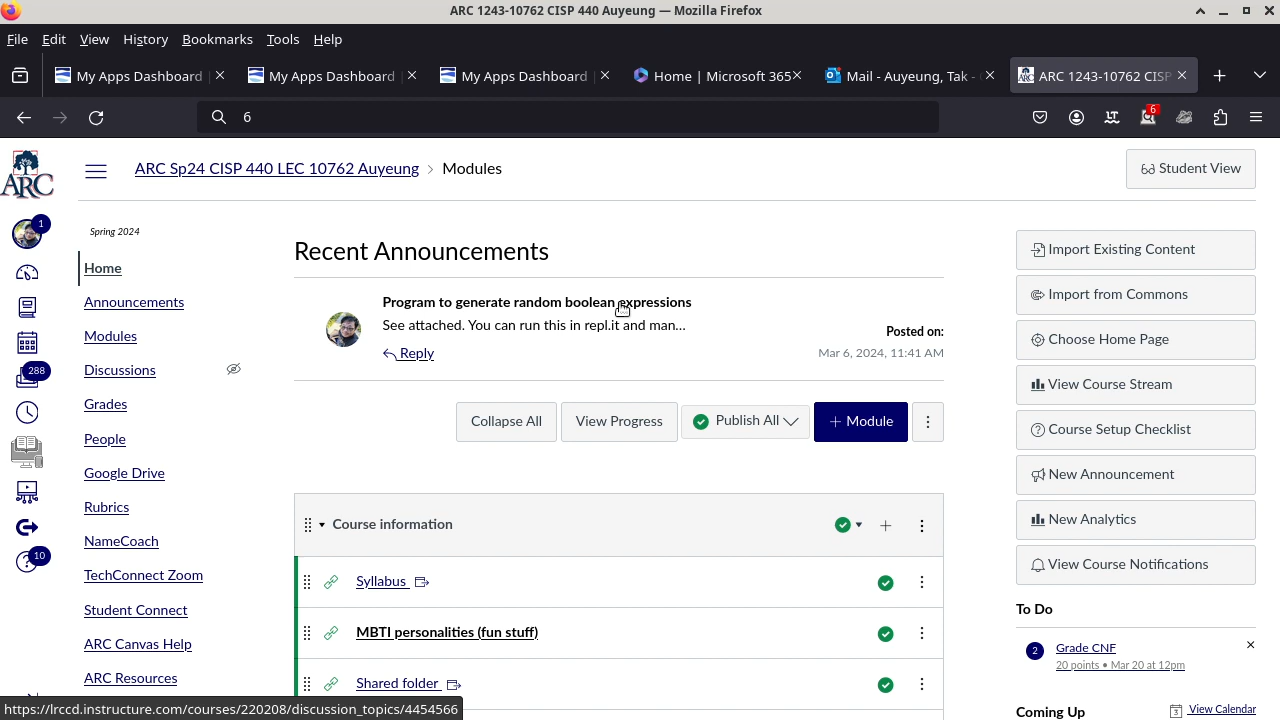 ARC 1243-10762 CISP 440 Auyeung — Mozilla Firefox
File Edit View History Bookmarks Tools Help
My Apps Dashboard
My Apps Dashboard
My Apps Dashboard
Home | Microsoft 365
Mail - Auyeung, Tak -
ARC 1243-10762 CISP
6
6
ARC
ARC Sp24 CISP 440 LEC 10762 Auyeung
Modules
Student View
1
288
10
Spring 2024
Home
Announcements
Modules
Discussions
Grades
People
Google Drive
Rubrics
NameCoach
TechConnect Zoom
Student Connect
ARC Canvas Help
ARC Resources
Recent Announcements
Program to generate random boolean expressions
See attached. You can run this in repl.it and man...
Reply
Posted on:
Mar 6, 2024, 11:41 AM
Collapse All
View Progress
Publish All
+ Module
Course information
Syllabus
MBTI personalities (fun stuff)
Shared folder
Import Existing Content
Import from Commons
Choose Home Page
View Course Stream
Course Setup Checklist
New Announcement
New Analytics
View Course Notifications
To Do
2
Grade CNF
20 points • Mar 20 at 12pm
Coming Up
View Calendar
https://lrccd.instructure.com/courses/220208/discussion_topics/4454566